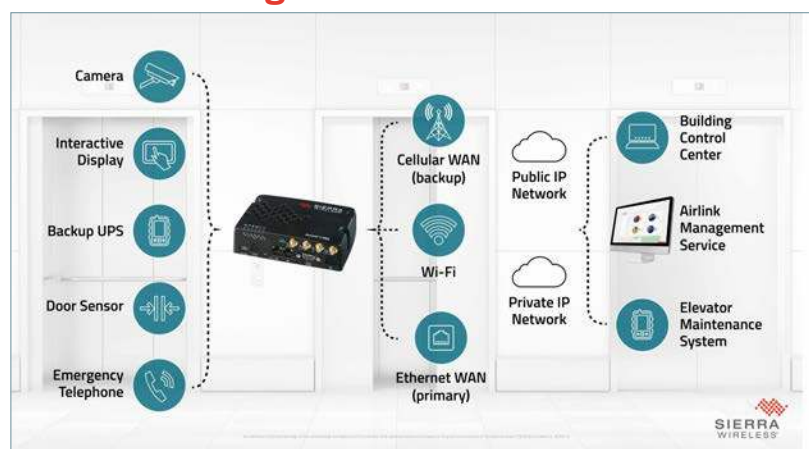 g
Camera
Interactive
Display
Backup UPS
Door Sensor
Emergency
Telephone
SIERRA
Cellular WAN
(backup)
Wi-Fi
Ethernet WAN
(primary)
Public IP
Network
Private IP
Network
Building
Control
Center
Airlink
Management
Service
Elevator
Maintenance
System
SIERRA
WIRELESS